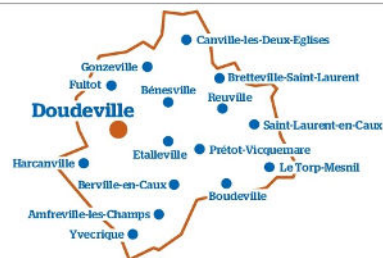 Canville-les-Deux-Eglises
Gonzeville
Bretteville-Saint-Laurent
Fultot
Bénesville
Reuville
Doudeville
Saint-Laurent-en-Caux
Etalleville
Prétot-Vicquemare
Harcanville
Le Torp-Mesnil
Berville-en-Caux
Boudeville
Amfreville-les-Champs
Yvecrique